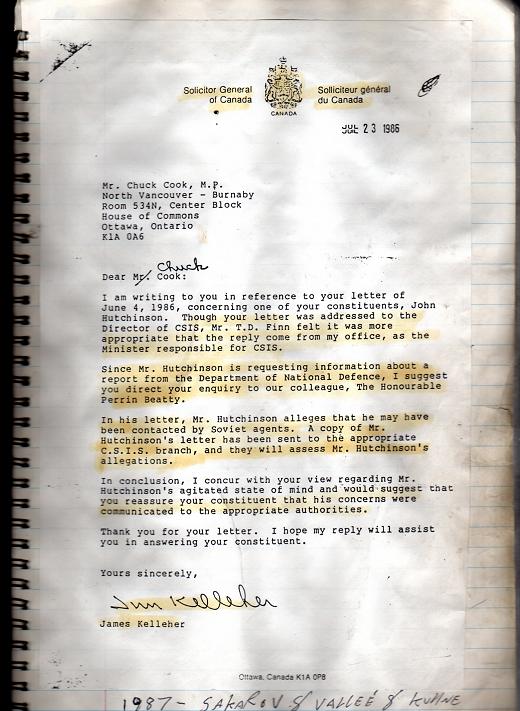 Solicitor General
of Canada
Solliciteur général
du Canada
CANADA
JUL 23 1986
Mr. Chuck Cook, M.P.
North Vancouver - Burnaby
Room 534N, Center Block
House of Commons
Ottawa, Ontario
K1A 0A6
Chuck
Dear Mr. Cook:
I am writing to you in reference to your letter of
June 4, 1986, concerning one of your constituents, John
Hutchinson. Though your letter was addressed to the
Director of CSIS, Mr. T.D. Finn felt it was more
appropriate that the reply come from my office, as the
Minister responsible for CSIS.
Since Mr. Hutchinson is requesting information about a
report from the Department of National Defence, I suggest
you direct your enquiry to our colleague, The Honourable
Perrin Beatty.
In his letter, Mr. Hutchinson alleges that he may have
been contacted by Soviet agents. A copy of Mr.
Hutchinson's letter has been sent to the appropriate
C.S.I.S. branch, and they will assess Mr. Hutchinson's
allegations.
In conclusion, I concur with your view regarding Mr.
Hutchinson's agitated state of mind and would suggest that
you reassure your constituent that his concerns were
communicated to the appropriate authorities.
Thank you for your letter. I hope my reply will assist
you in answering your constituent.
Yours sincerely,
Jim Kelleher
James Kelleher
Ottawa, Canada K1A 0P8
1987 - SAKAROV & VALLEÉ & KUHNE